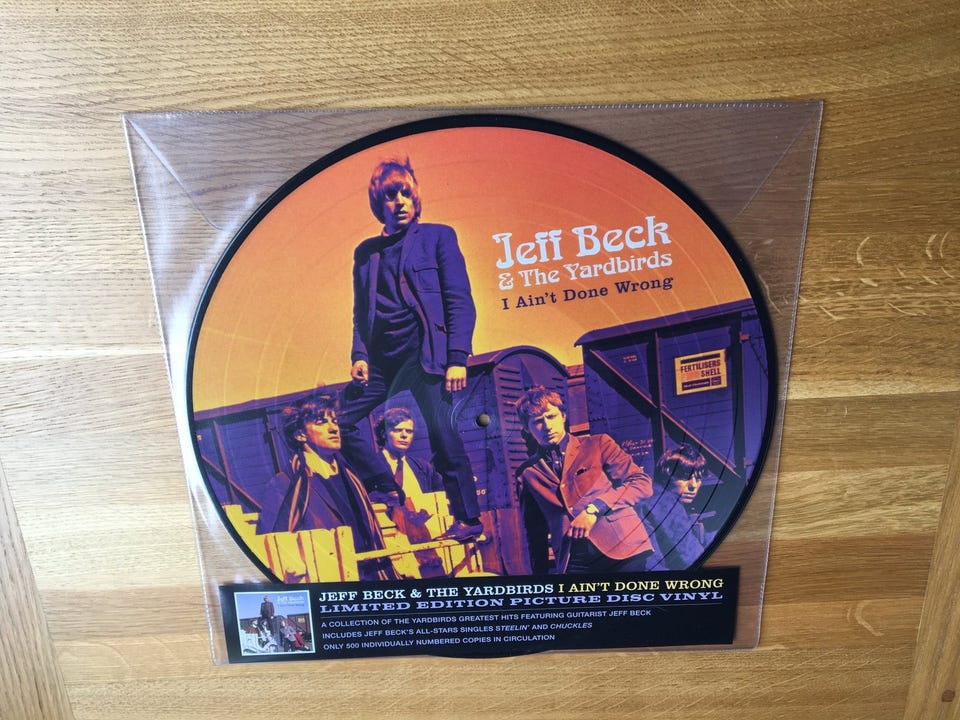 Jeff Beck
& The Yardbirds
I Ain't Done Wrong
FERTILISERS
SHELL
JEFF BECK & THE YARDBIRDS I AIN'T DONE WRONG
LIMITED EDITION PICTURE DISC VINYL
A COLLECTION OF THE YARDBIRDS GREATEST HITS FEATURING GUITARIST JEFF BECK
INCLUDES JEFF BECK'S ALL-STARS SINGLES STEELIN' AND CHUCKLES
ONLY 500 INDIVIDUALLY NUMBERED COPIES IN CIRCULATION
Jeff Beck